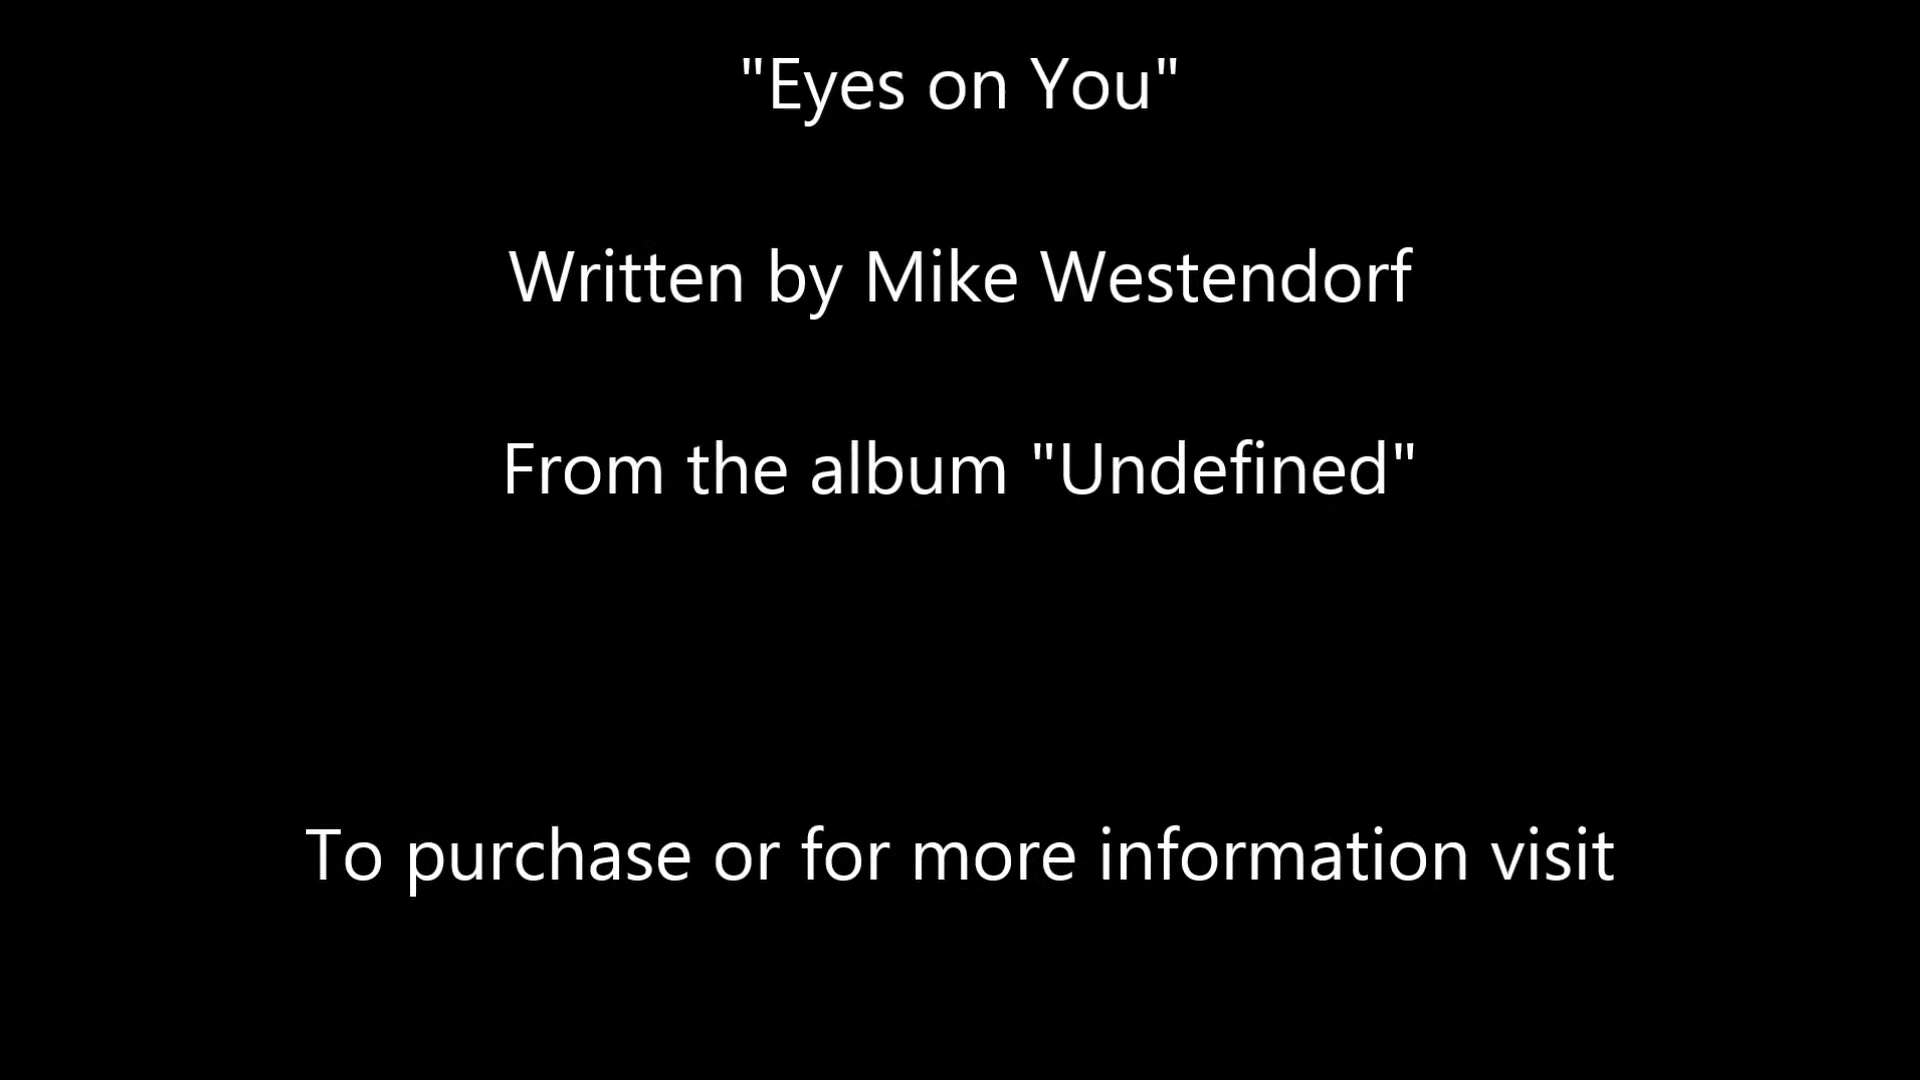 "Eyes on You"
Written by Mike Westendorf
From the album "Undefined"
To purchase or for more information visit